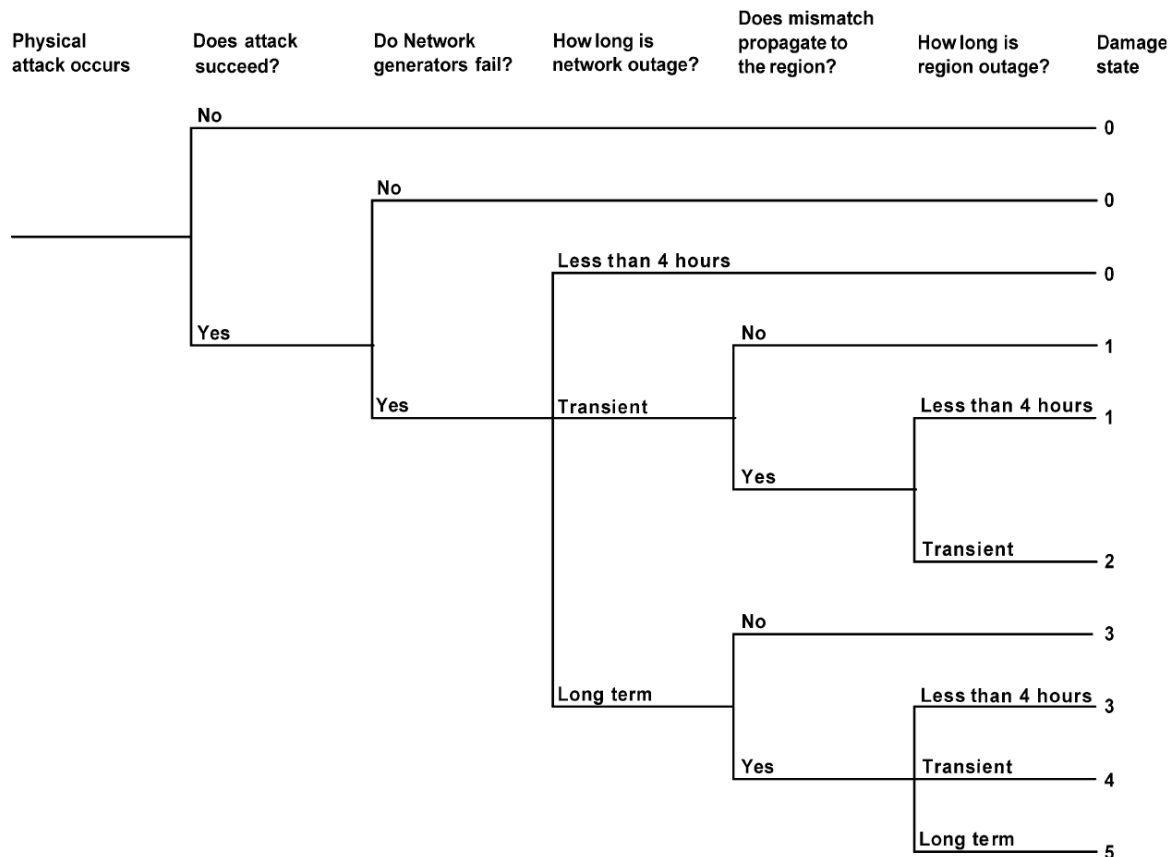 Physical
attack occurs
Does attack
succeed?
Do Network
generators fail?
How long is
network outage?
Does mismatch
propagate to
the region?
How long is
region outage?
Damage
state
No
0
No
0
Less than 4 hours
0
Yes
No
1
Yes
Transient
Less than 4 hours
1
Yes
Transient
2
No
3
Long term
Less than 4 hours
3
Yes
Transient
4
Long term
5